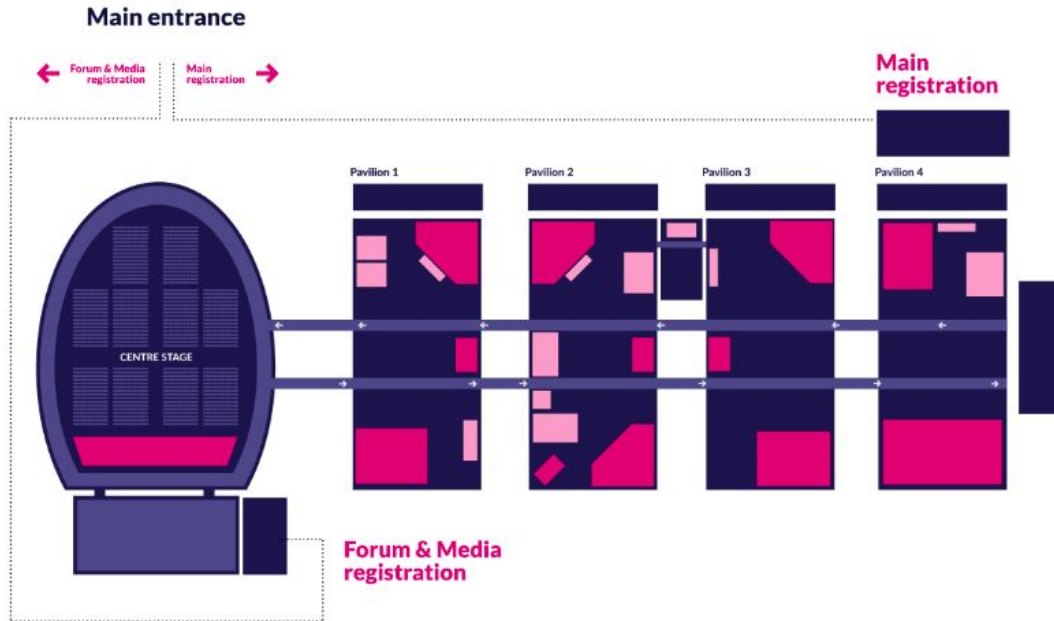 Main entrance
Forum & Media
registration
Main
registration
Main
registration
Pavilion 1
Pavilion 2
Pavilion 3
Pavilion 4
CENTRE STAGE
Forum & Media
registration